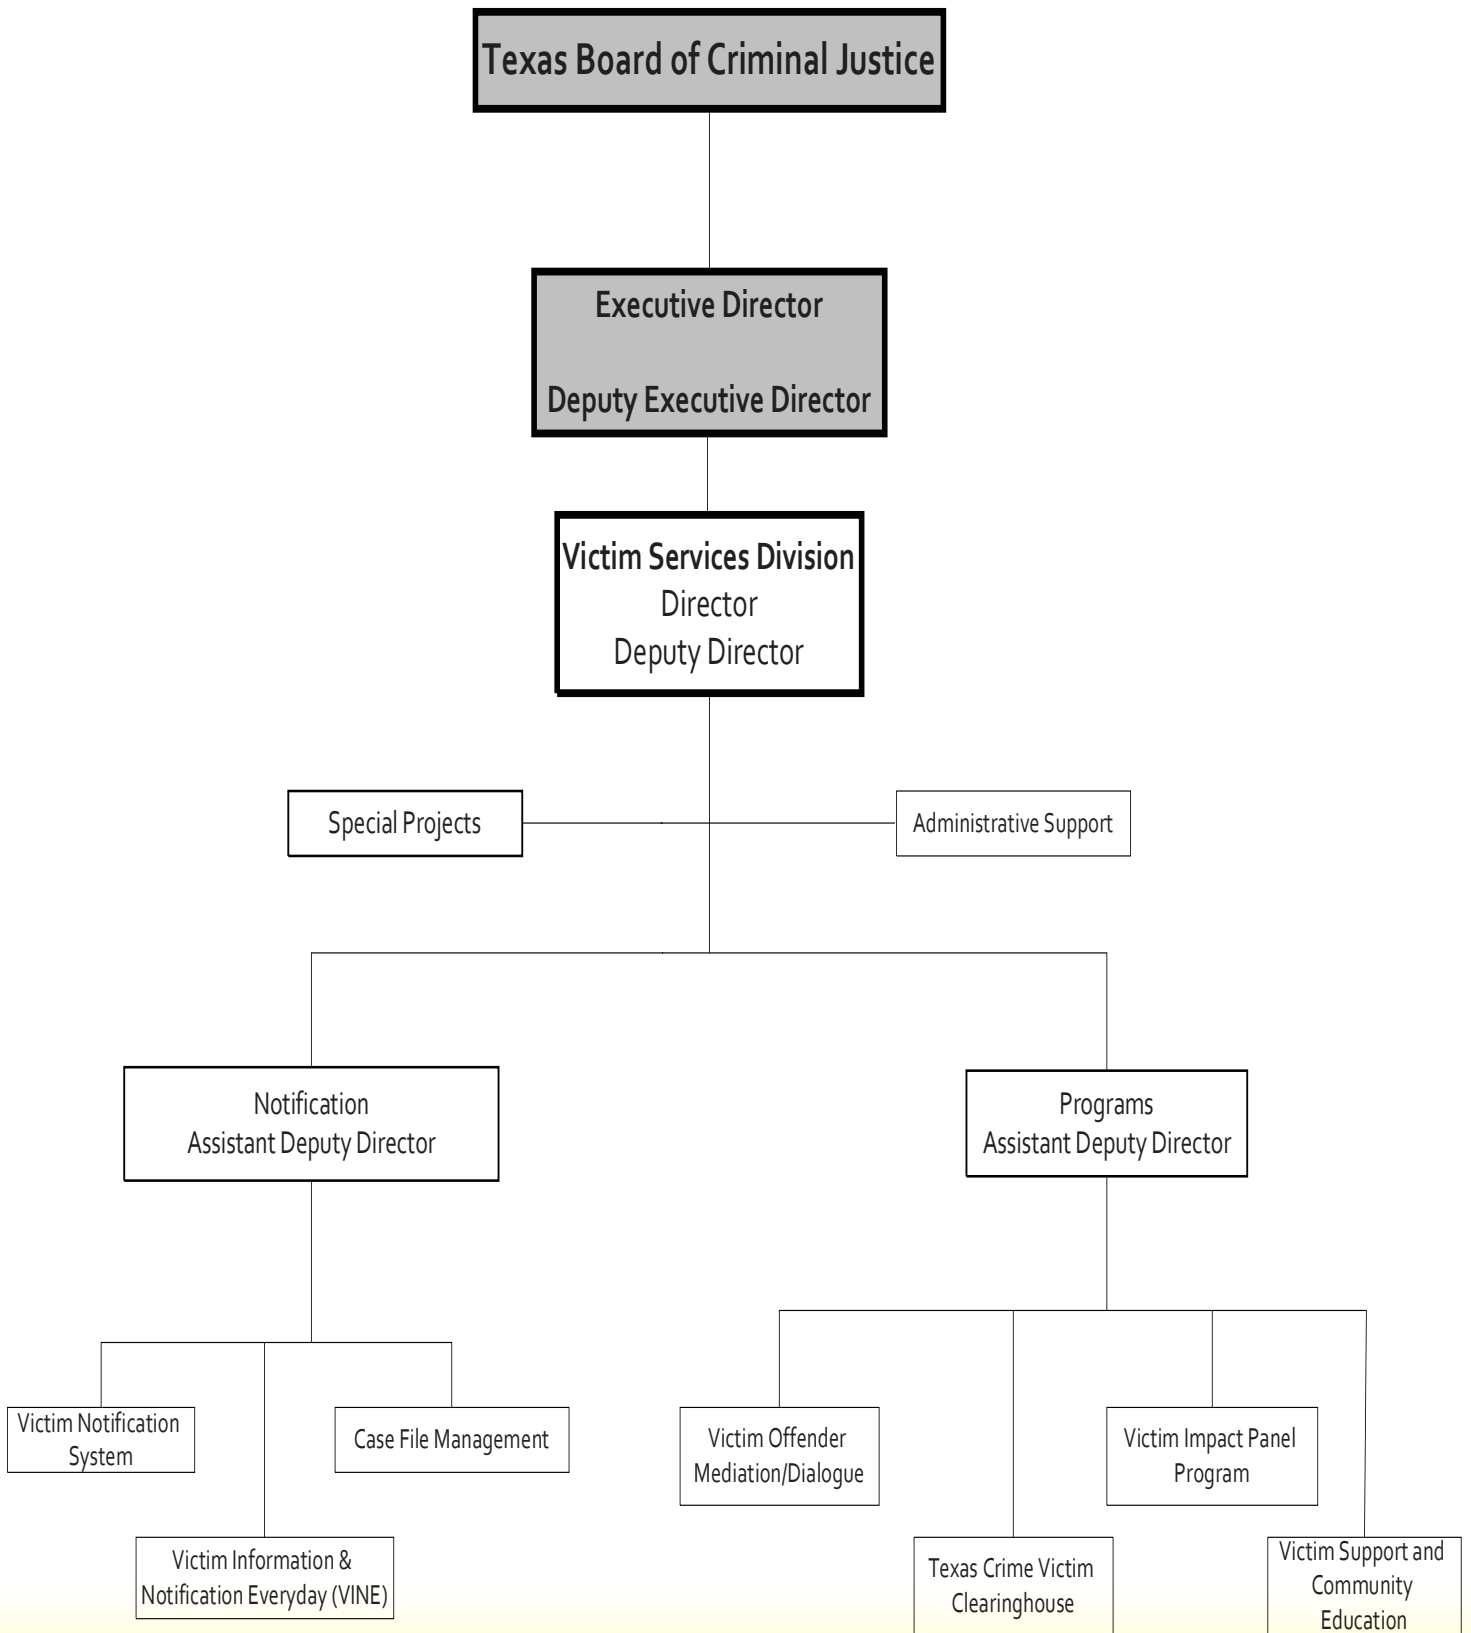 Texas Board of Criminal Justice
Executive Director
Deputy Executive Director
Victim Services Division
Director
Deputy Director
Special Projects
Administrative Support
Notification
Assistant Deputy Director
Programs
Assistant Deputy Director
Victim Notification
System
Case File Management
Victim Offender
Mediation/Dialogue
Victim Impact Panel
Program
Victim Information &
Notification Everyday (VINE)
Texas Crime Victim
Clearinghouse
Victim Support and
Community
Education